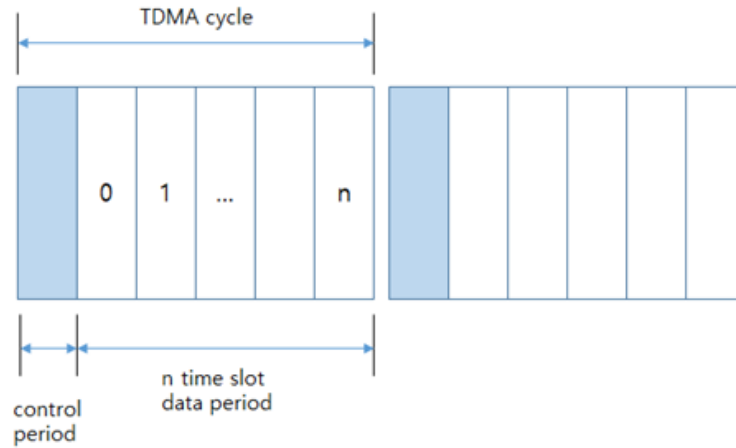 TDMA cycle
0 1 ... n
n time slot
data period
control
period